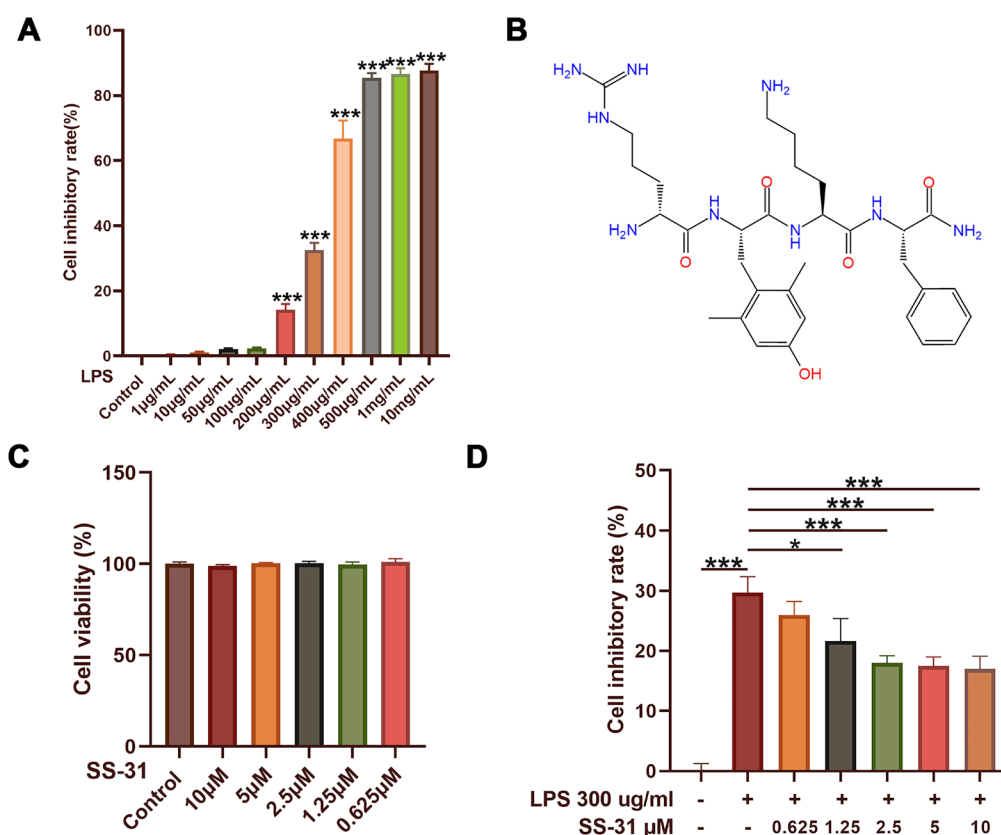 A
Cell inhibitory rate(%)
100
80
60
40
20
0
***
***
***
***
***
***
LPS
Control
1µg/mL
10µg/mL
50µg/mL
100µg/mL
200µg/mL
300µg/mL
400µg/mL
500µg/mL
1mg/mL
10mg/mL
B
H₂N
NH
HN
NH₂
H₂N
O
H
N
O
N
H
O
H
N
O
NH₂
OH
C
Cell viability (%)
150
100
50
0
SS-31
Control
10µM
5µM
2.5µM
1.25µM
0.625µM
D
Cell inhibitory rate (%)
50
40
30
20
10
0
***
***
***
*
***
LPS 300 ug/ml - + + + + + +
SS-31 µM - - 0.625 1.25 2.5 5 10